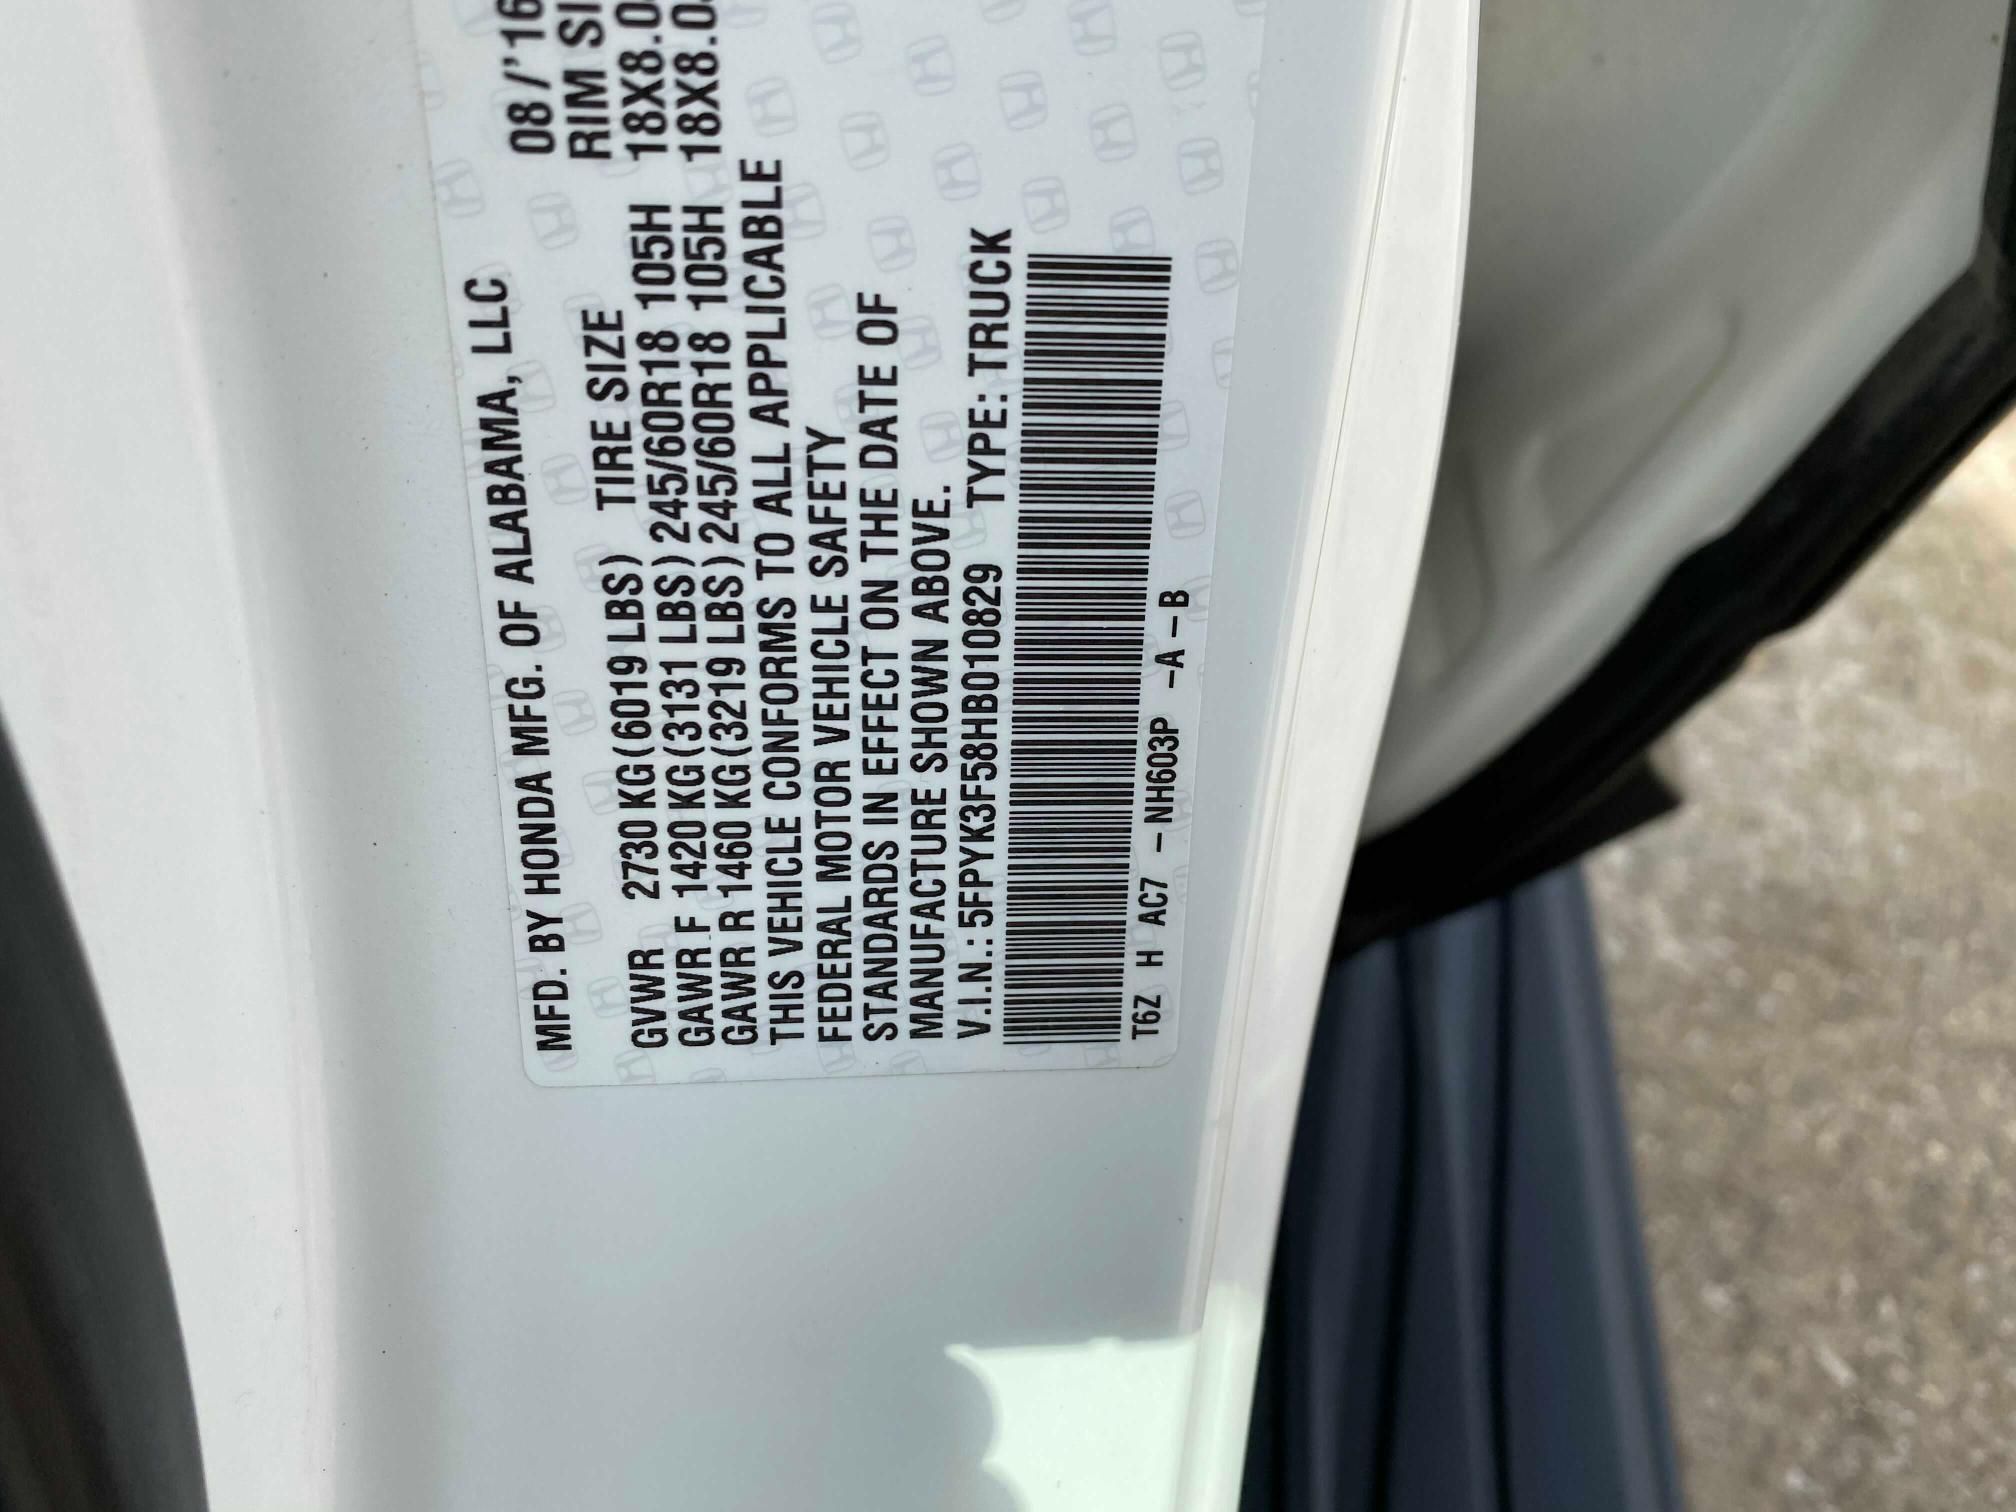 MFD. BY HONDA MFG. OF ALABAMA, LLC 08/'16
TIRE SIZE RIM SI
GVWR 2730 KG(6019 LBS)
GAWR F 1420 KG(3131 LBS) 245/60R18 105H 18X8.0
GAWR R 1460 KG(3219 LBS) 245/60R18 105H 18X8.0
THIS VEHICLE CONFORMS TO ALL APPLICABLE
FEDERAL MOTOR VEHICLE SAFETY
STANDARDS IN EFFECT ON THE DATE OF
MANUFACTURE SHOWN ABOVE.
V.I.N.: 5FPYK3F58HB010829 TYPE: TRUCK
T6Z H AC7 –NH603P –A–B